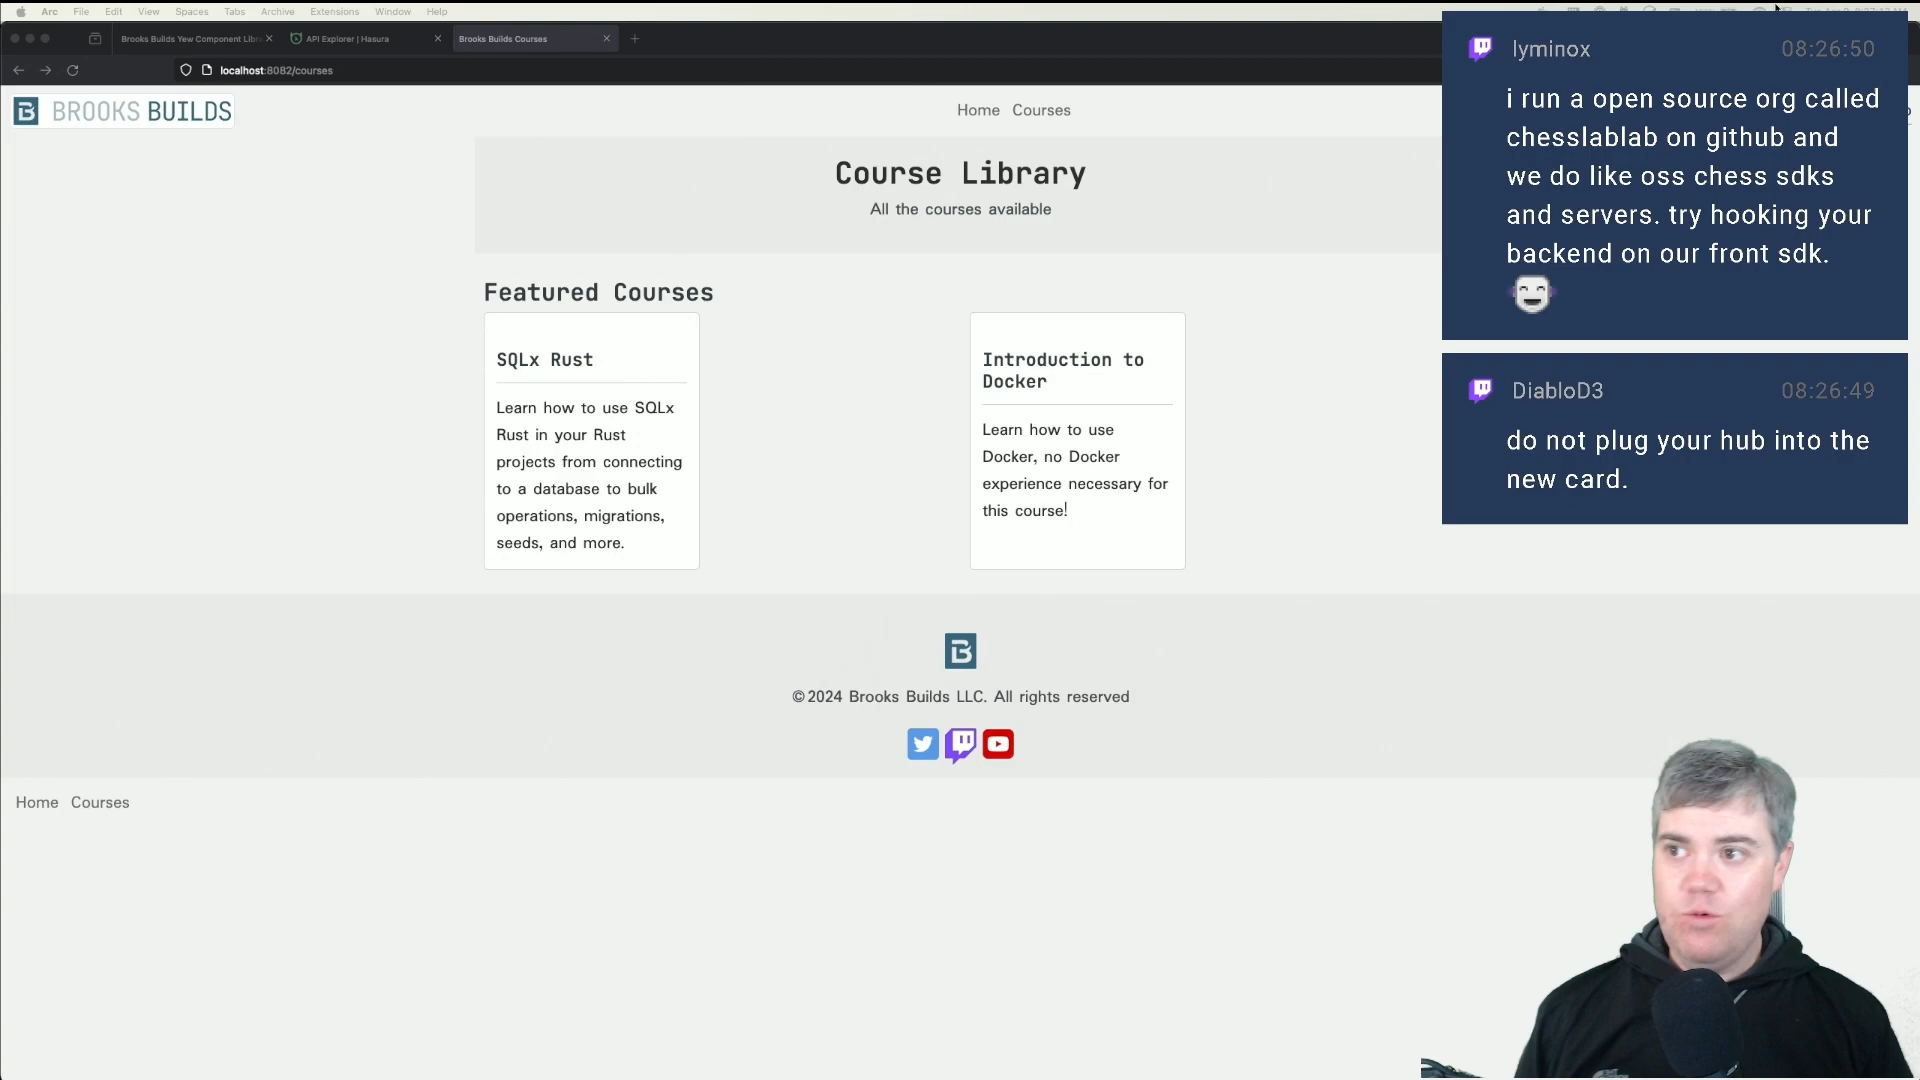 Arc File Edit View Spaces Tabs Archive Extensions Window Help
Brooks Builds Yew Component Libr
API Explorer | Hasura
Brooks Builds Courses
localhost:8082/courses
BROOKS BUILDS
Home Courses
Course Library
All the courses available
Featured Courses
SQLx Rust
Learn how to use SQLx
Rust in your Rust
projects from connecting
to a database to bulk
operations, migrations,
seeds, and more.
Introduction to
Docker
Learn how to use
Docker, no Docker
experience necessary for
this course!
©2024 Brooks Builds LLC. All rights reserved
Home Courses
lyminox 08:26:50
i run a open source org called
chesslablab on github and
we do like oss chess sdks
and servers. try hooking your
backend on our front sdk.
DiabloD3 08:26:49
do not plug your hub into the
new card.